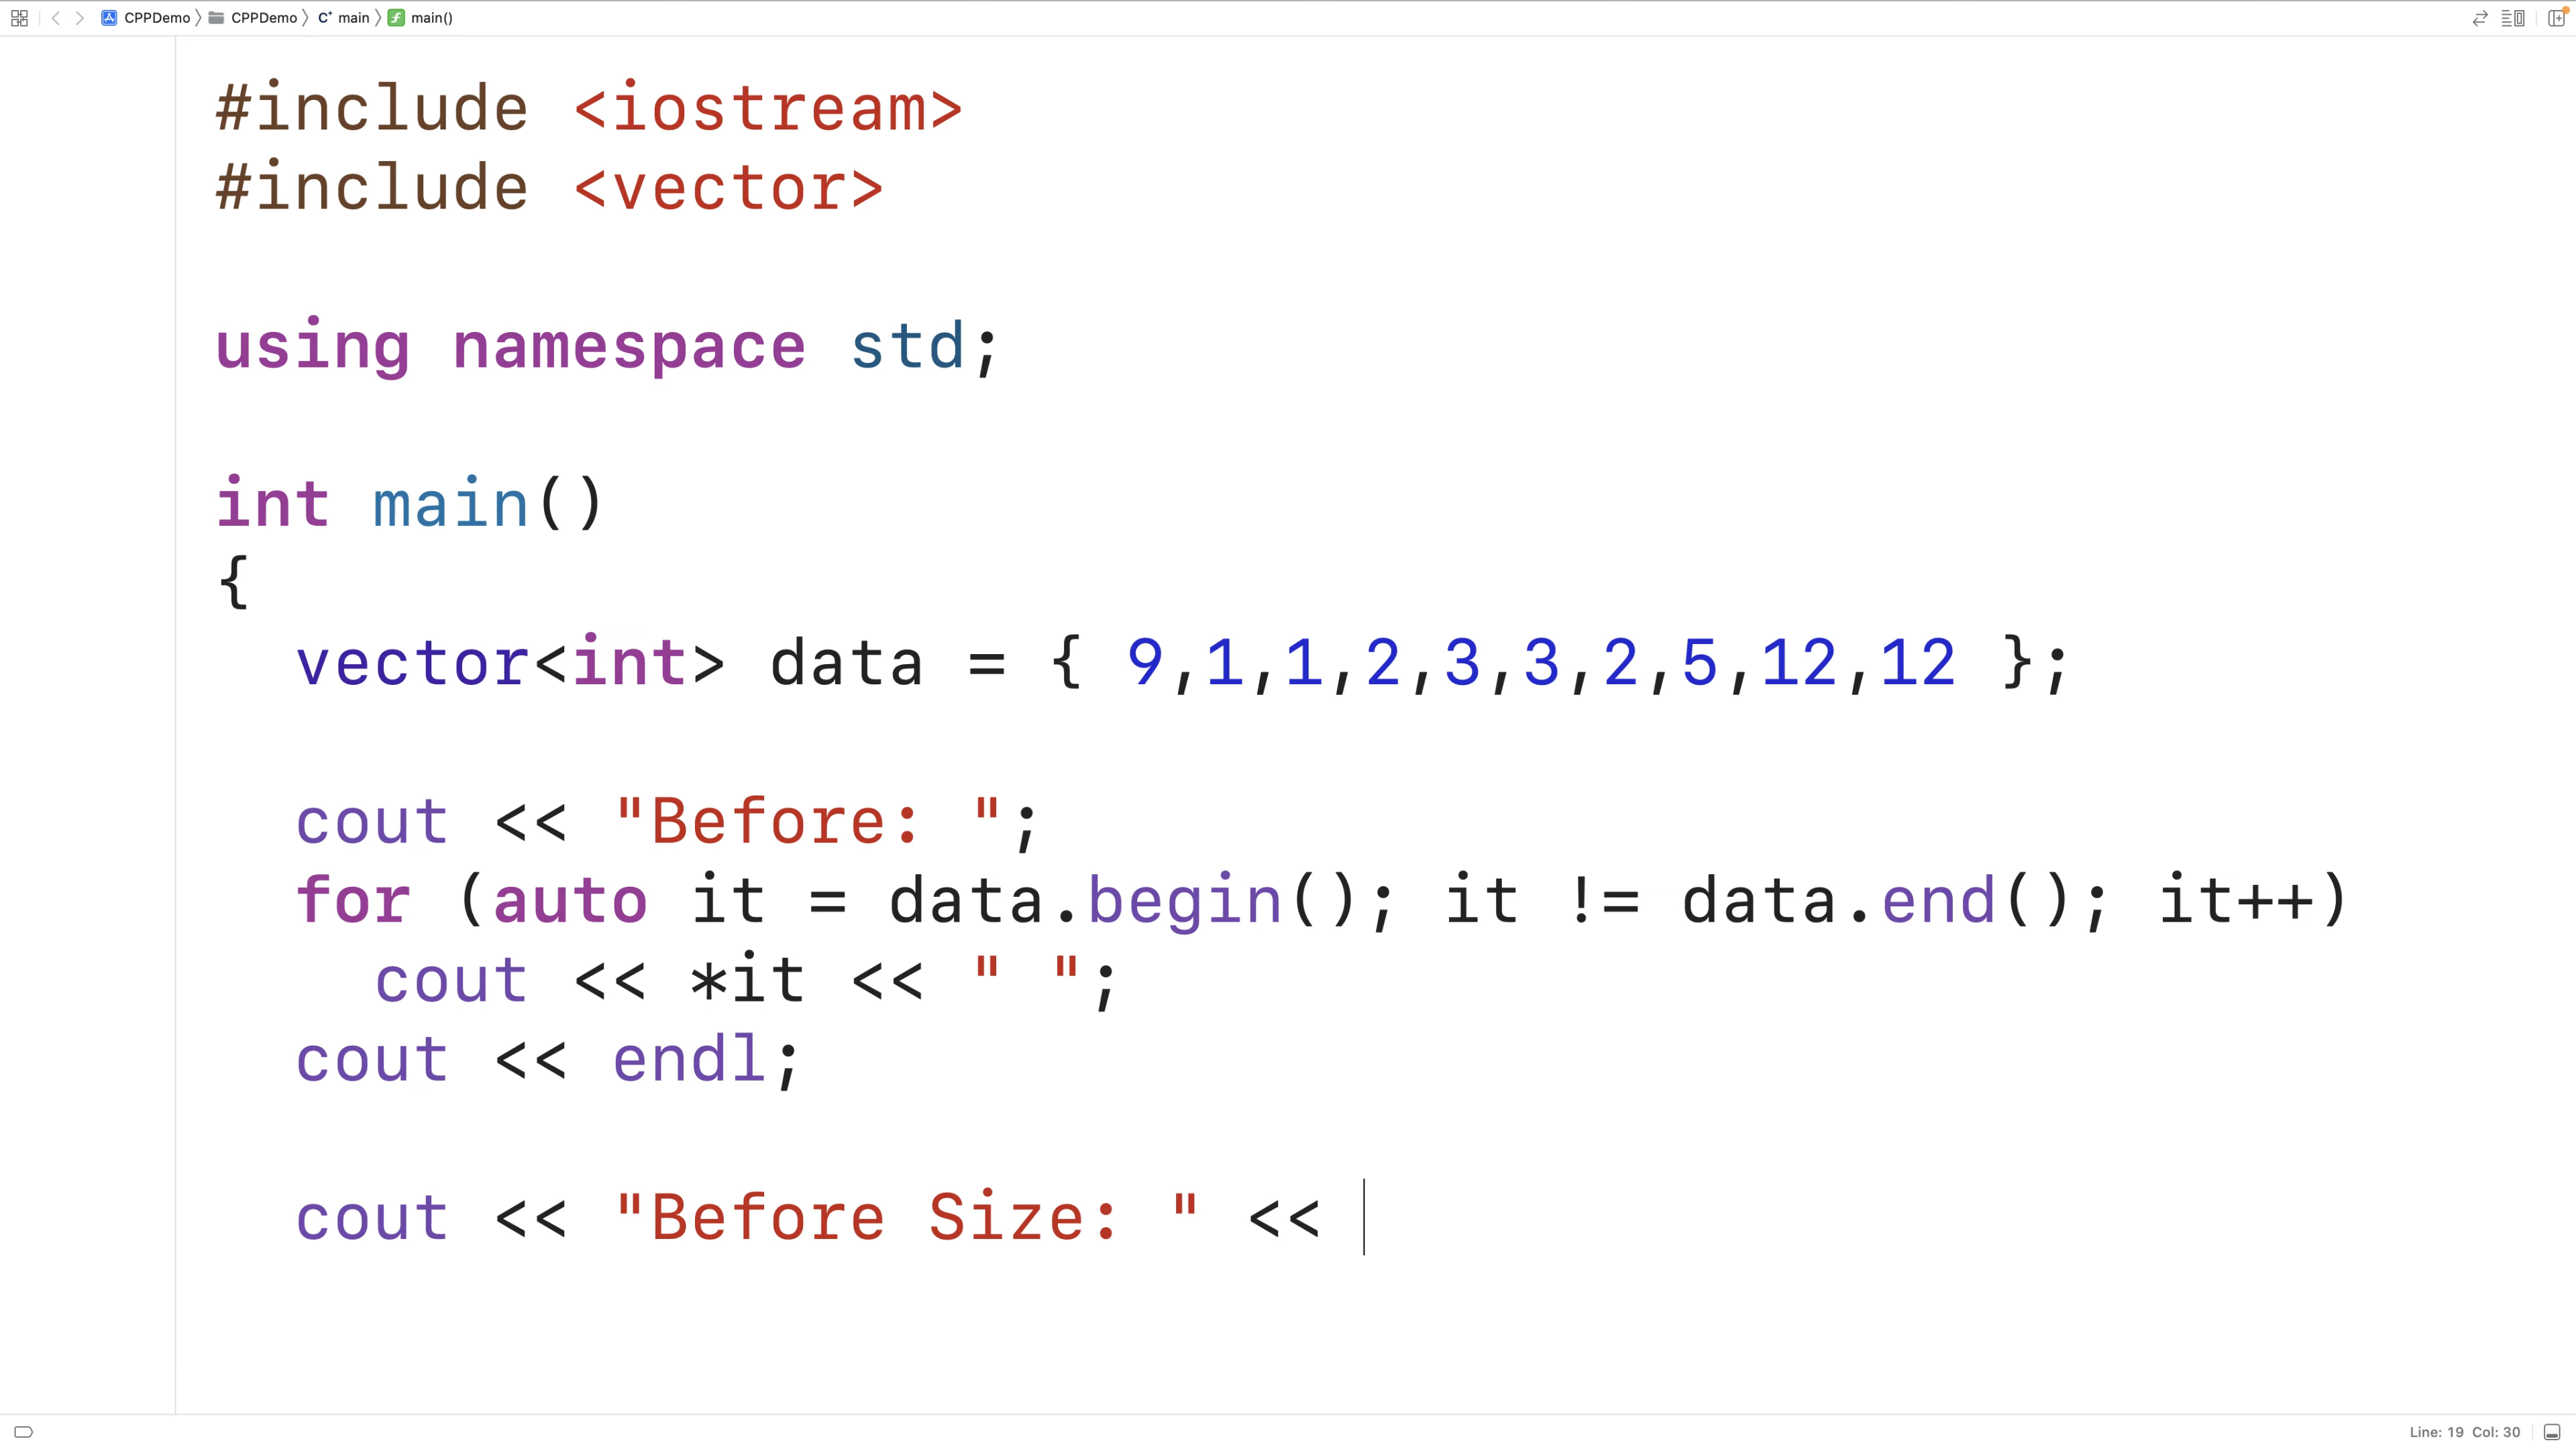 CPPDemo 〉 CPPDemo 〉 C+ main 〉 f main()
#include <iostream>
#include <vector>
using namespace std;
int main()
{
  vector<int> data = { 9,1,1,2,3,3,2,5,12,12 };
  cout << "Before: ";
  for (auto it = data.begin(); it != data.end(); it++)
    cout << *it << " ";
  cout << endl;
  cout << "Before Size: " <<
Line: 19 Col: 30